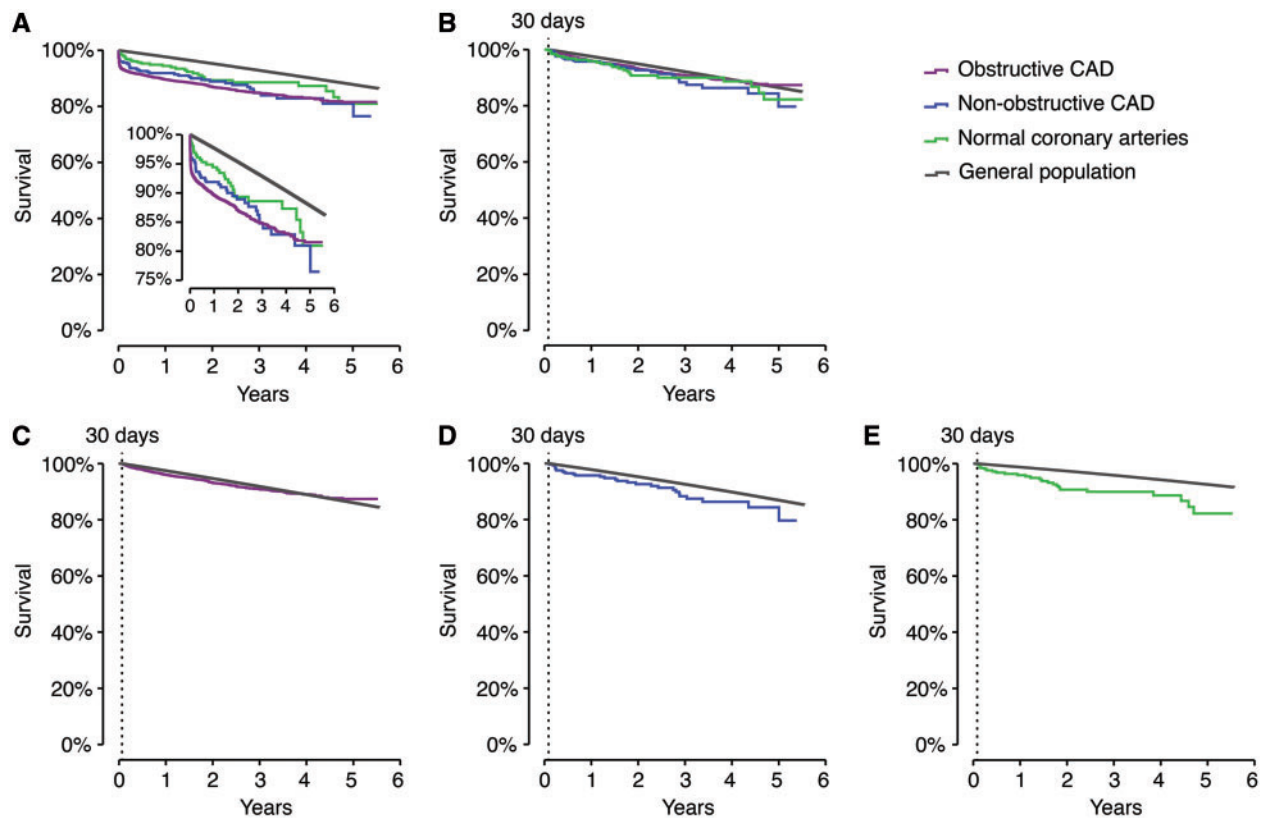 A
100%
80%
60%
40%
20%
0%
Survival
100%
95%
90%
85%
80%
75%
0 1 2 3 4 5 6
0 1 2 3 4 5 6
Years
B
30 days
100%
80%
60%
40%
20%
0%
Survival
0 1 2 3 4 5 6
Years
Obstructive CAD
Non-obstructive CAD
Normal coronary arteries
General population
C
30 days
100%
80%
60%
40%
20%
0%
Survival
0 1 2 3 4 5 6
Years
D
30 days
100%
80%
60%
40%
20%
0%
Survival
0 1 2 3 4 5 6
Years
E
30 days
100%
80%
60%
40%
20%
0%
Survival
0 1 2 3 4 5 6
Years